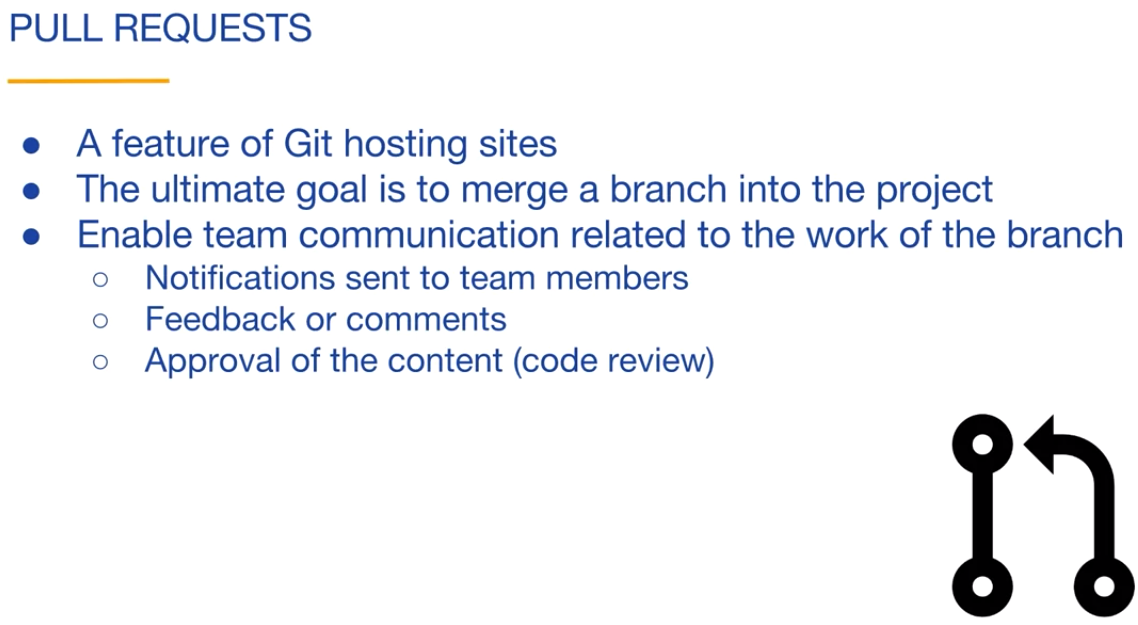 PULL REQUESTS
● A feature of Git hosting sites
● The ultimate goal is to merge a branch into the project
● Enable team communication related to the work of the branch
○ Notifications sent to team members
○ Feedback or comments
○ Approval of the content (code review)